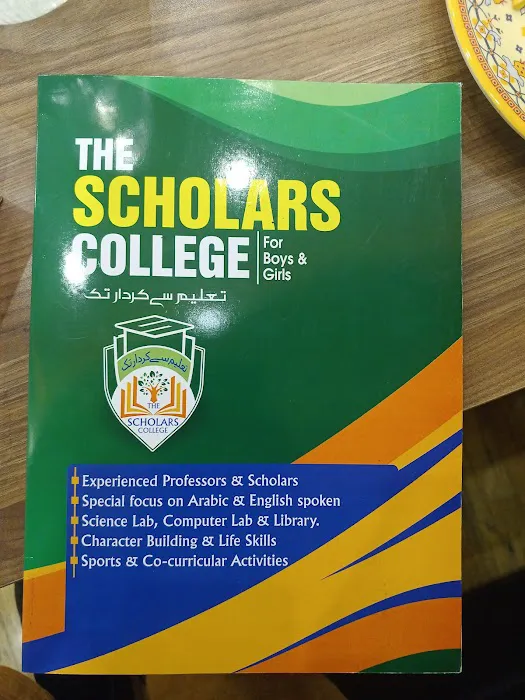 THE
SCHOLARS
COLLEGE
For
Boys &
Girls
تعلیم سے کردار تک
تعلیم سے کردار تک
THE
SCHOLARS
COLLEGE
Experienced Professors & Scholars
Special focus on Arabic & English spoken
Science Lab, Computer Lab & Library.
Character Building & Life Skills
Sports & Co-curricular Activities